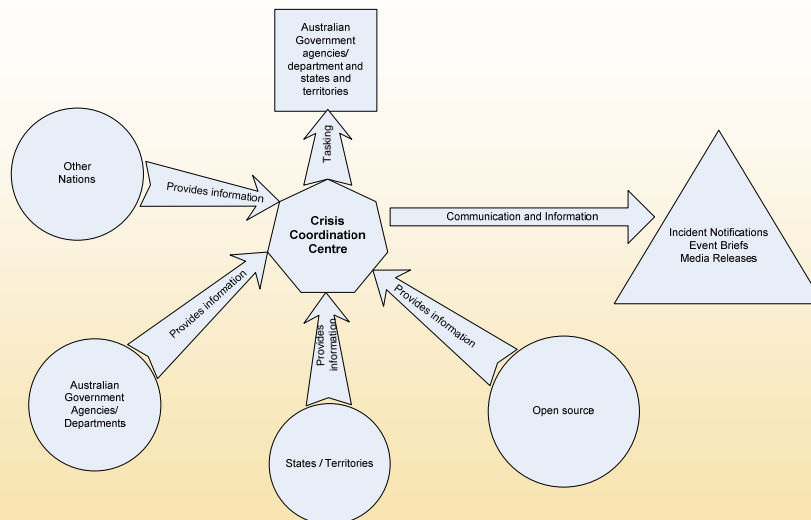 Australian
Government
agencies/
department and
states and
territories
Tasking
Other
Nations
Provides information
Crisis
Coordination
Centre
Communication and Information
Incident Notifications
Event Briefs
Media Releases
Provides information
Provides
information
Provides information
Australian
Government
Agencies/
Departments
States / Territories
Open source